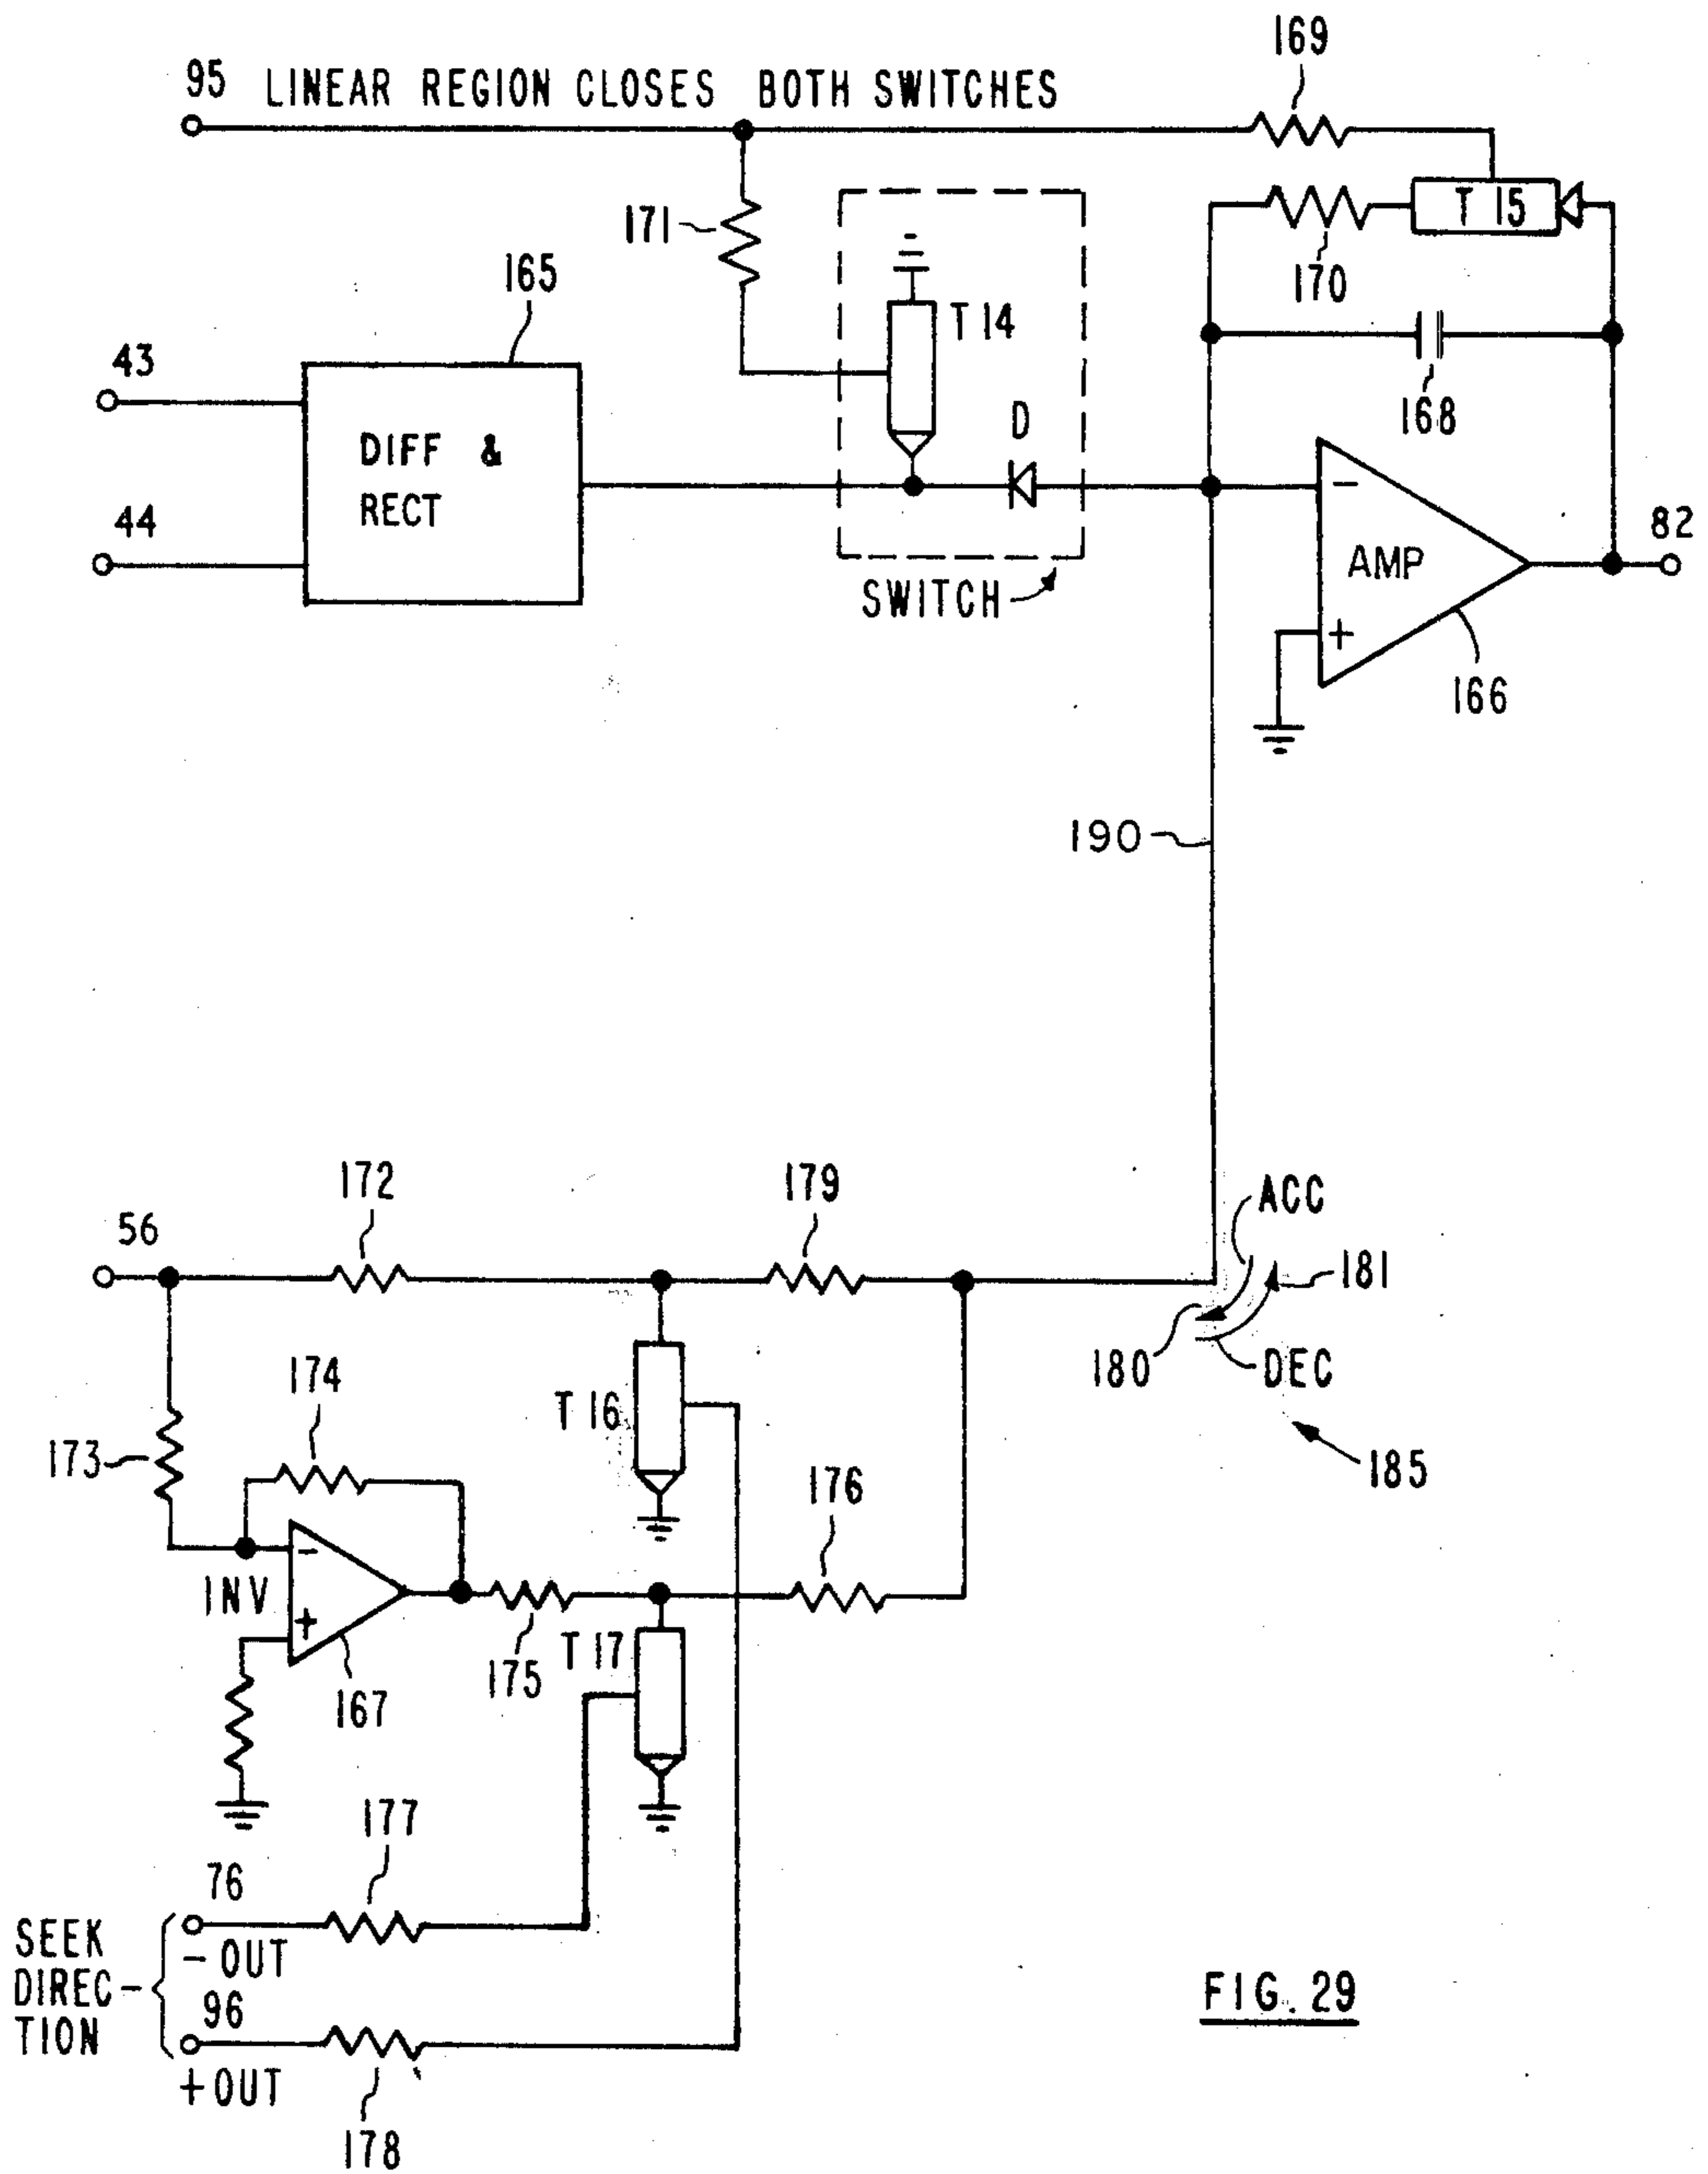 169
95 LINEAR REGION CLOSES BOTH SWITCHES
171
T 15
170
165
T 14
43
168
D
DIFF &
RECT
44
-
82
AMP
SWITCH
+
166
190
172
179
ACC
56
181
180
DEC
174
T 16
173
185
176
-
INV
+
T 17
175
167
177
76
SEEK
DIREC-
TION
- OUT
96
+ OUT
178
FIG. 29